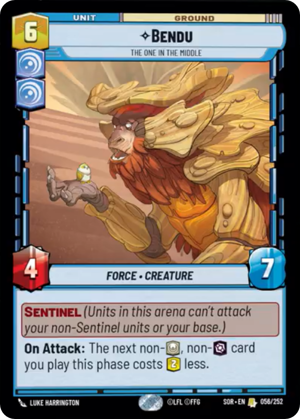 UNIT GROUND
6
✧BENDU
THE ONE IN THE MIDDLE
4
7
FORCE • CREATURE
SENTINEL (Units in this arena can't attack
your non-Sentinel units or your base.)
On Attack: The next non-, non- card
you play this phase costs 2 less.
LUKE HARRINGTON ©LFL ©FFG SOR • EN 056/252